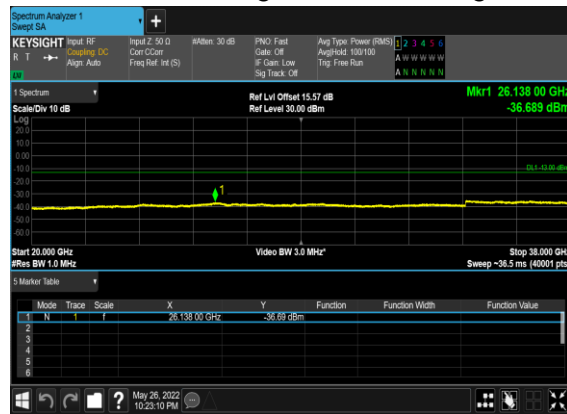 Spectrum Analyzer 1
Swept SA
+
KEYSIGHT Input: RF Input Z: 50 Ω #Atten: 30 dB PNO: Fast Avg Type: Power (RMS) 1 2 3 4 5 6
R T Coupling: DC Corr CCorr Gate: Off Avg|Hold: 100/100 A W W W W W
Align: Auto Freq Ref: Int (S) IF Gain: Low Trig: Free Run
LXI Sig Track: Off A N N N N N
1 Spectrum Ref Lvl Offset 15.57 dB Mkr1 26.138 00 GHz
Scale/Div 10 dB Ref Level 30.00 dBm -36.689 dBm
Log
20.0
10.0
0.00
-10.0 DL1 -13.00 dBm
-20.0
1
-30.0
-40.0
-50.0
-60.0
Start 20.000 GHz Video BW 3.0 MHz* Stop 38.000 GHz
#Res BW 1.0 MHz Sweep ~36.5 ms (40001 pts)
5 Marker Table
Mode Trace Scale X Y Function Function Width Function Value
1 N 1 f 26.138 00 GHz -36.69 dBm
2
3
4
5
6
? May 26, 2022
10:23:10 PM